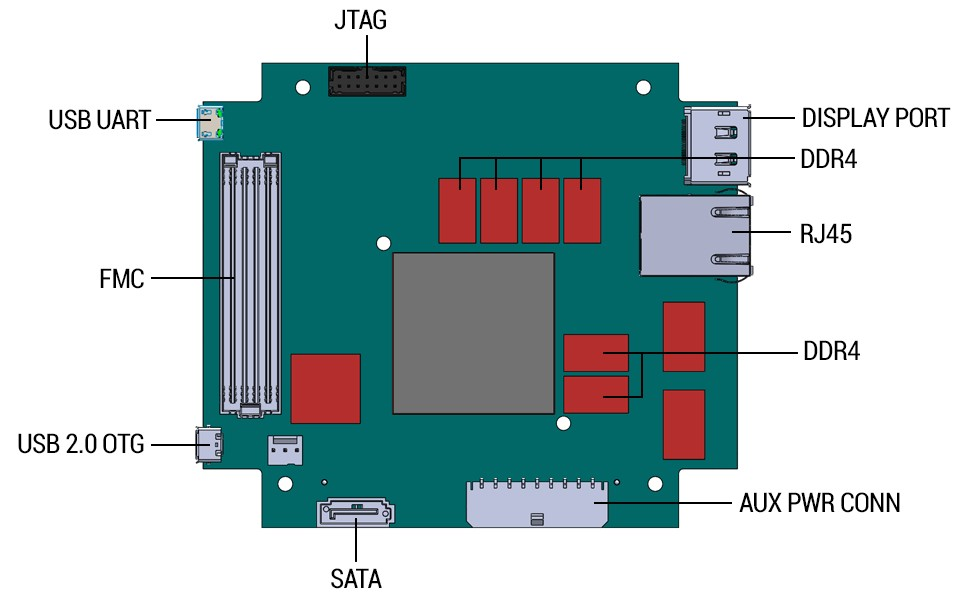 JTAG
USB UART
DISPLAY PORT
DDR4
RJ45
FMC
DDR4
USB 2.0 OTG
AUX PWR CONN
SATA